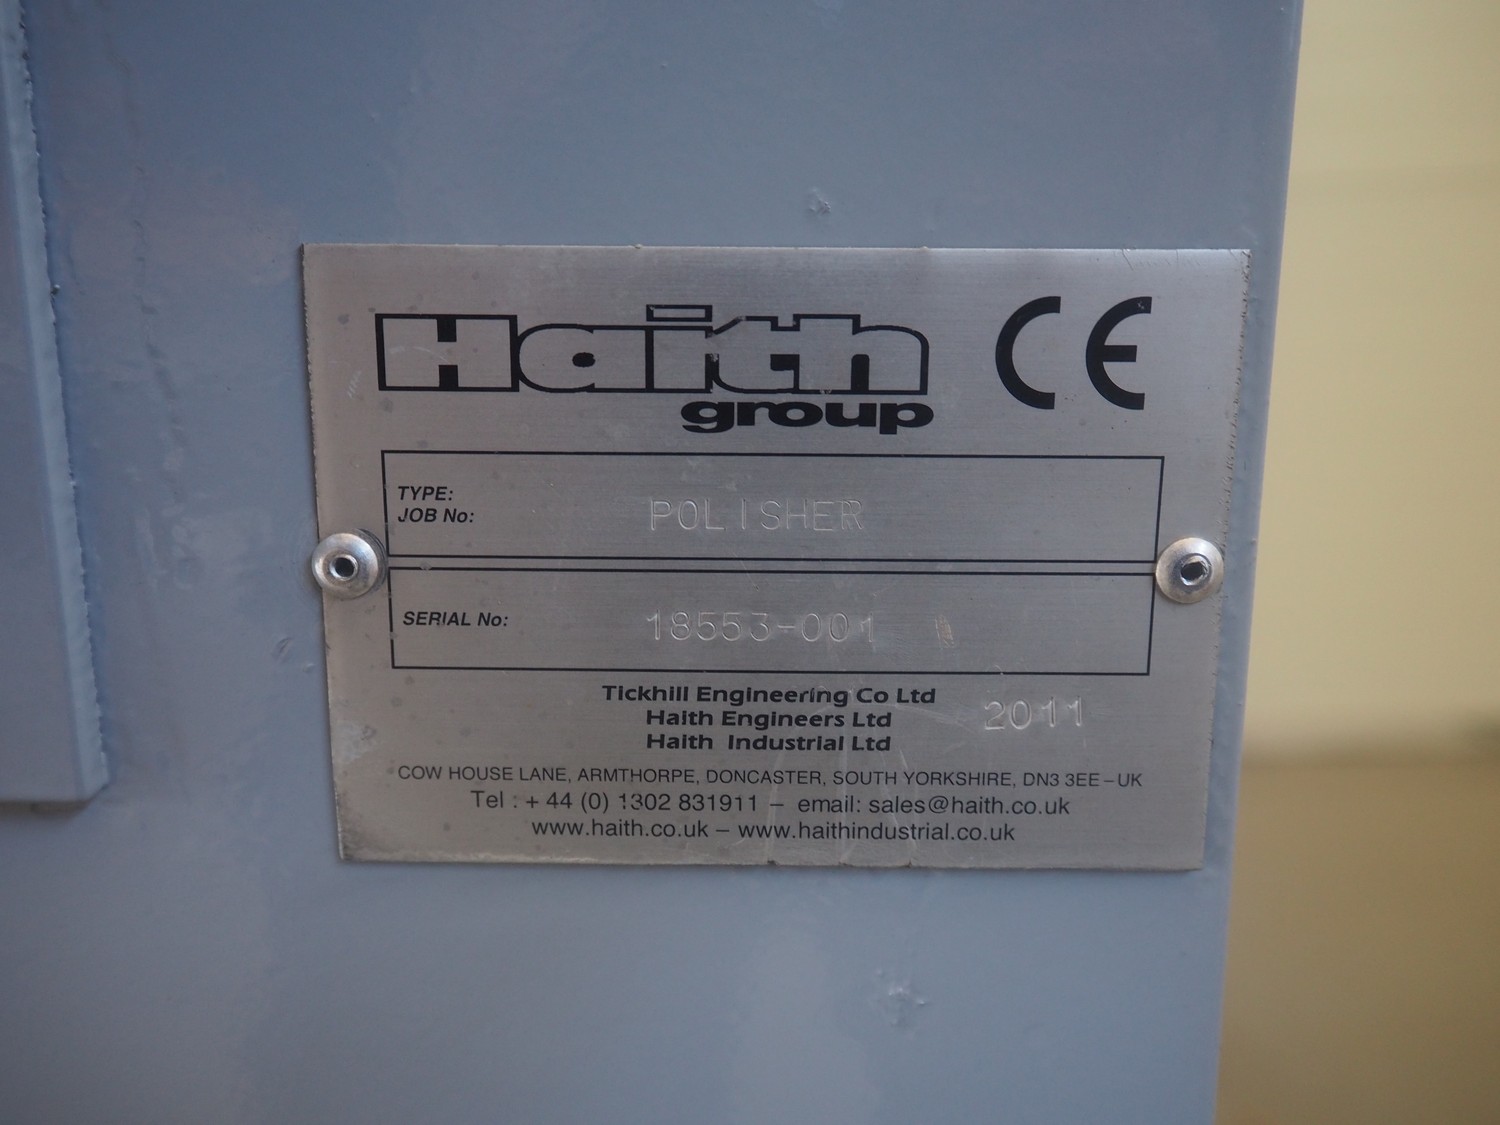 Haith CE
group
TYPE:
JOB No: POLISHER
SERIAL No: 18553-001
Tickhill Engineering Co Ltd
Haith Engineers Ltd 2011
Haith Industrial Ltd
COW HOUSE LANE, ARMTHORPE, DONCASTER, SOUTH YORKSHIRE, DN3 3EE – UK
Tel : + 44 (0) 1302 831911 – email: sales@haith.co.uk
www.haith.co.uk – www.haithindustrial.co.uk